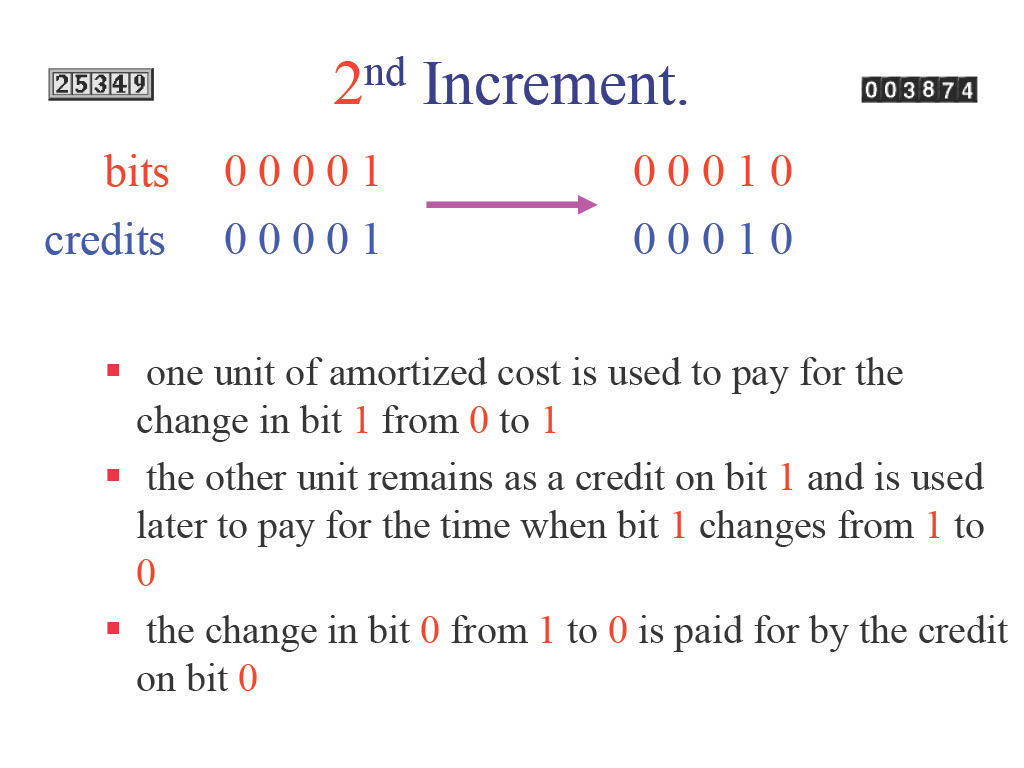 25349
2nd Increment.
003874
bits 0 0 0 0 1 0 0 0 1 0
credits 0 0 0 0 1 0 0 0 1 0
▪ one unit of amortized cost is used to pay for the
change in bit 1 from 0 to 1
▪ the other unit remains as a credit on bit 1 and is used
later to pay for the time when bit 1 changes from 1 to
0
▪ the change in bit 0 from 1 to 0 is paid for by the credit
on bit 0